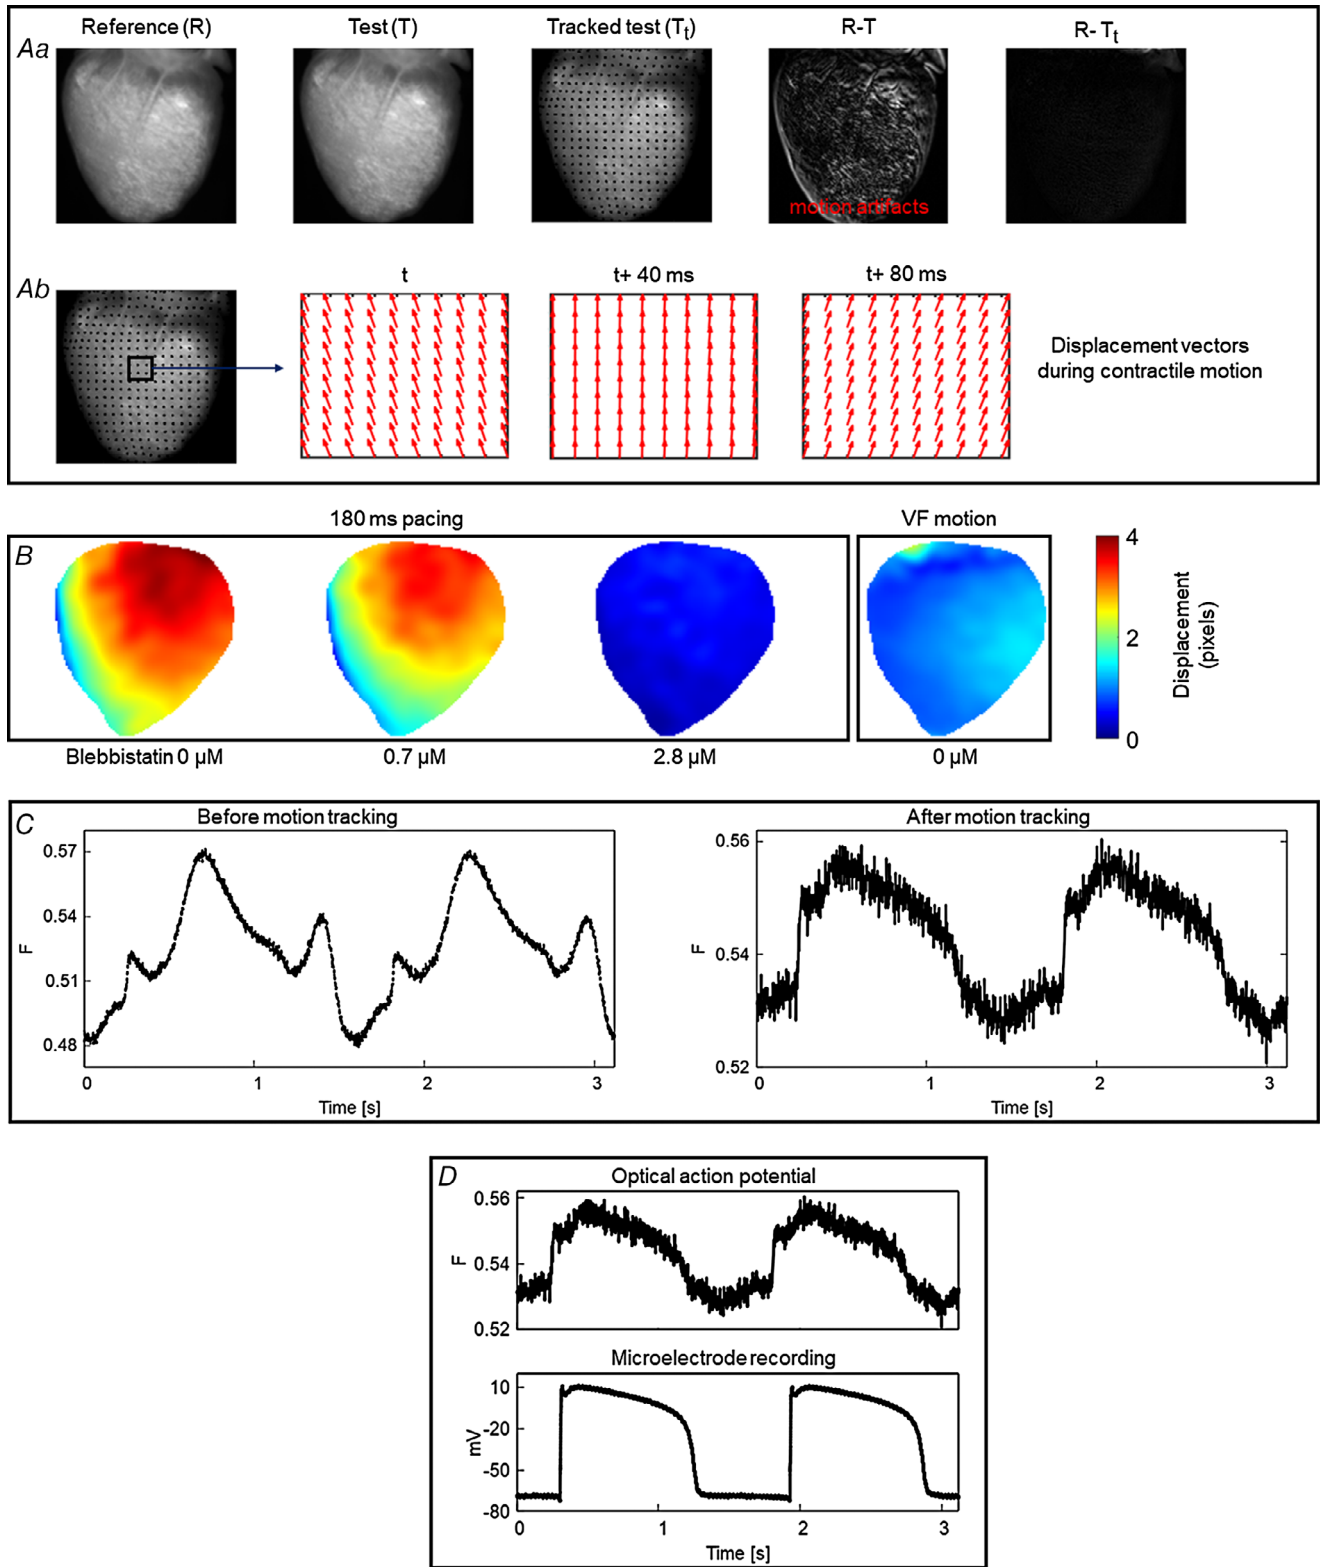 Reference (R) Test (T) Tracked test (Tt) R-T R- Tt
Aa
motion artifacts
Ab
t t+ 40 ms t+ 80 ms
Displacement vectors
during contractile motion
180 ms pacing VF motion
B
Blebbistatin 0 µM 0.7 µM 2.8 µM 0 µM
4
2
0
Displacement
(pixels)
C
Before motion tracking
0.57
0.54
0.51
0.48
F
0 1 2 3
Time [s]
After motion tracking
0.56
0.54
0.52
F
0 1 2 3
Time [s]
D
Optical action potential
0.56
0.54
0.52
F
Microelectrode recording
10
-20
-50
-80
mV
0 1 2 3
Time [s]